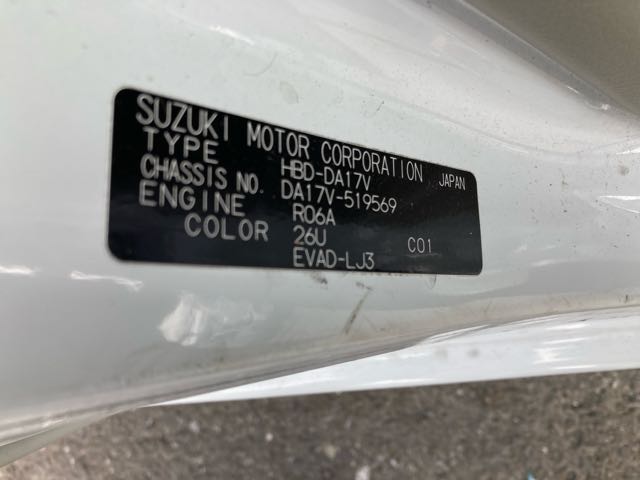 SUZUKI MOTOR CORPORATION JAPAN
TYPE HBD-DA17V
CHASSIS NO. DA17V-519569
ENGINE R06A
COLOR 26U C01
EVAD-LJ3